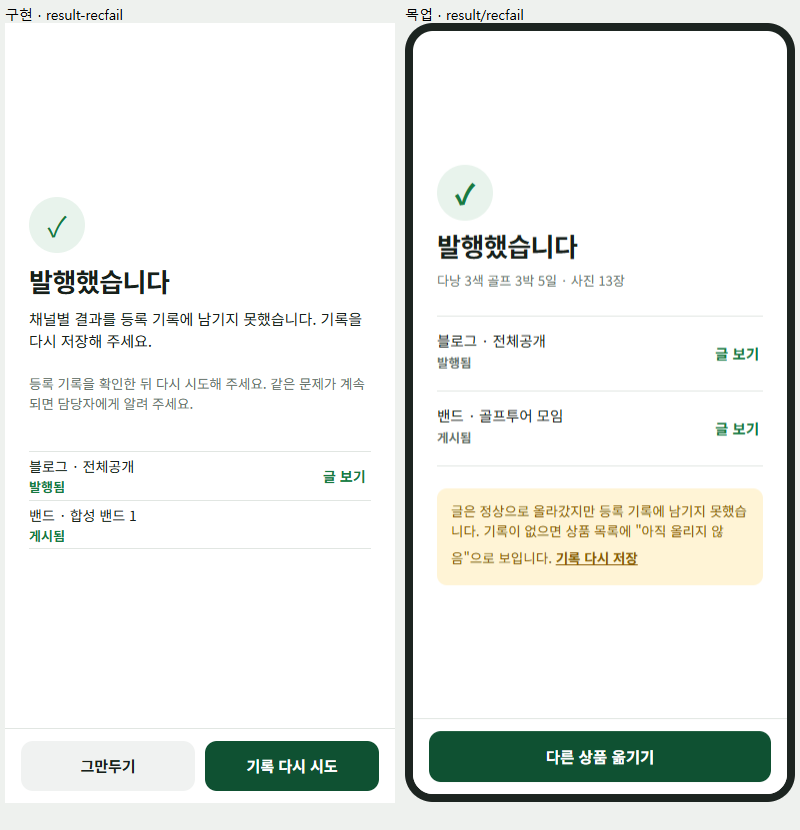 구현 · result-recfail
✓
발행했습니다
채널별 결과를 등록 기록에 남기지 못했습니다. 기록을
다시 저장해 주세요.
등록 기록을 확인한 뒤 다시 시도해 주세요. 같은 문제가 계속
되면 담당자에게 알려 주세요.
블로그 · 전체공개
발행됨
글 보기
밴드 · 합성 밴드 1
게시됨
그만두기
기록 다시 시도
목업 · result/recfail
✓
발행했습니다
다낭 3색 골프 3박 5일 · 사진 13장
블로그 · 전체공개
발행됨
글 보기
밴드 · 골프투어 모임
게시됨
글 보기
글은 정상으로 올라갔지만 등록 기록에 남기지 못했습
니다. 기록이 없으면 상품 목록에 "아직 올리지 않
음"으로 보입니다. 기록 다시 저장
다른 상품 옮기기